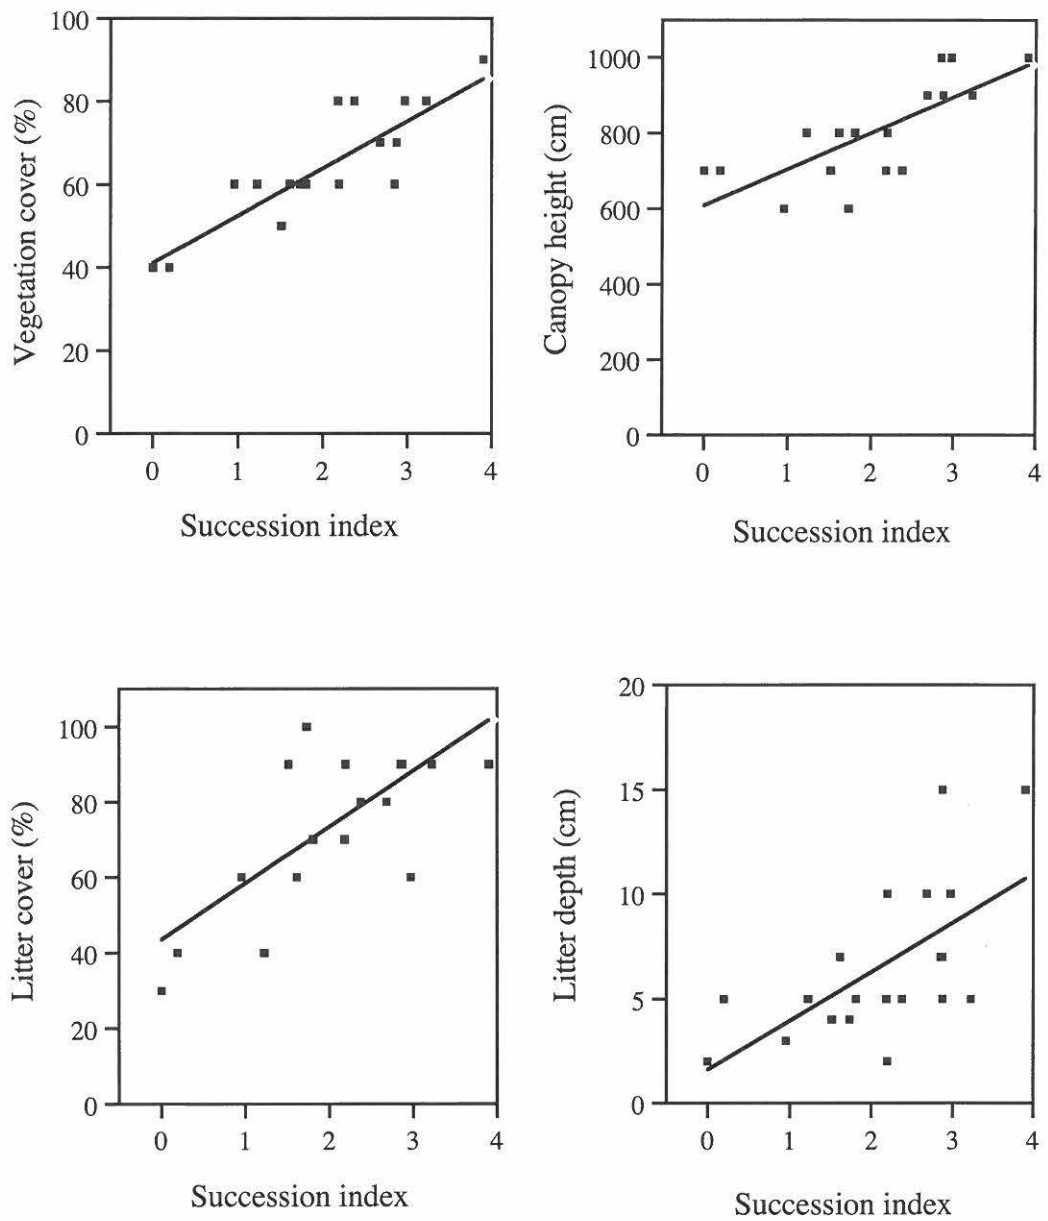 100
80
60
40
20
0
Vegetation cover (%)
0 1 2 3 4
Succession index
1000
800
600
400
200
0
Canopy height (cm)
0 1 2 3 4
Succession index
100
80
60
40
20
0
Litter cover (%)
0 1 2 3 4
Succession index
20
15
10
5
0
Litter depth (cm)
0 1 2 3 4
Succession index